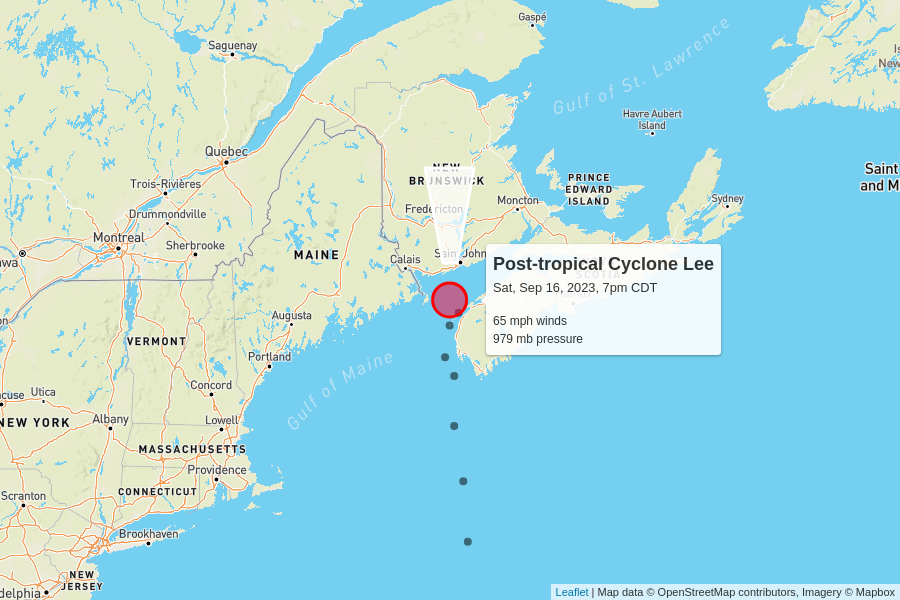 Gaspé
Saguenay
Gulf of St. Lawrence
Havre Aubert
Island
Quebec
NEW
BRUNSWICK
Trois-Rivières
PRINCE
EDWARD
ISLAND
Saint
and M
Moncton
Sydney
Fredericton
Drummondville
Montreal
Sherbrooke
MAINE
Calais
Saint John
Post-tropical Cyclone Lee
SCOTIA
Sat, Sep 16, 2023, 7pm CDT
65 mph winds
979 mb pressure
Augusta
VERMONT
Portland
Gulf of Maine
Concord
Utica
cuse
NEW YORK
Albany
Lowell
MASSACHUSETTS
Providence
CONNECTICUT
Scranton
Brookhaven
NEW
JERSEY
delphia
Leaflet | Map data © OpenStreetMap contributors, Imagery © Mapbox